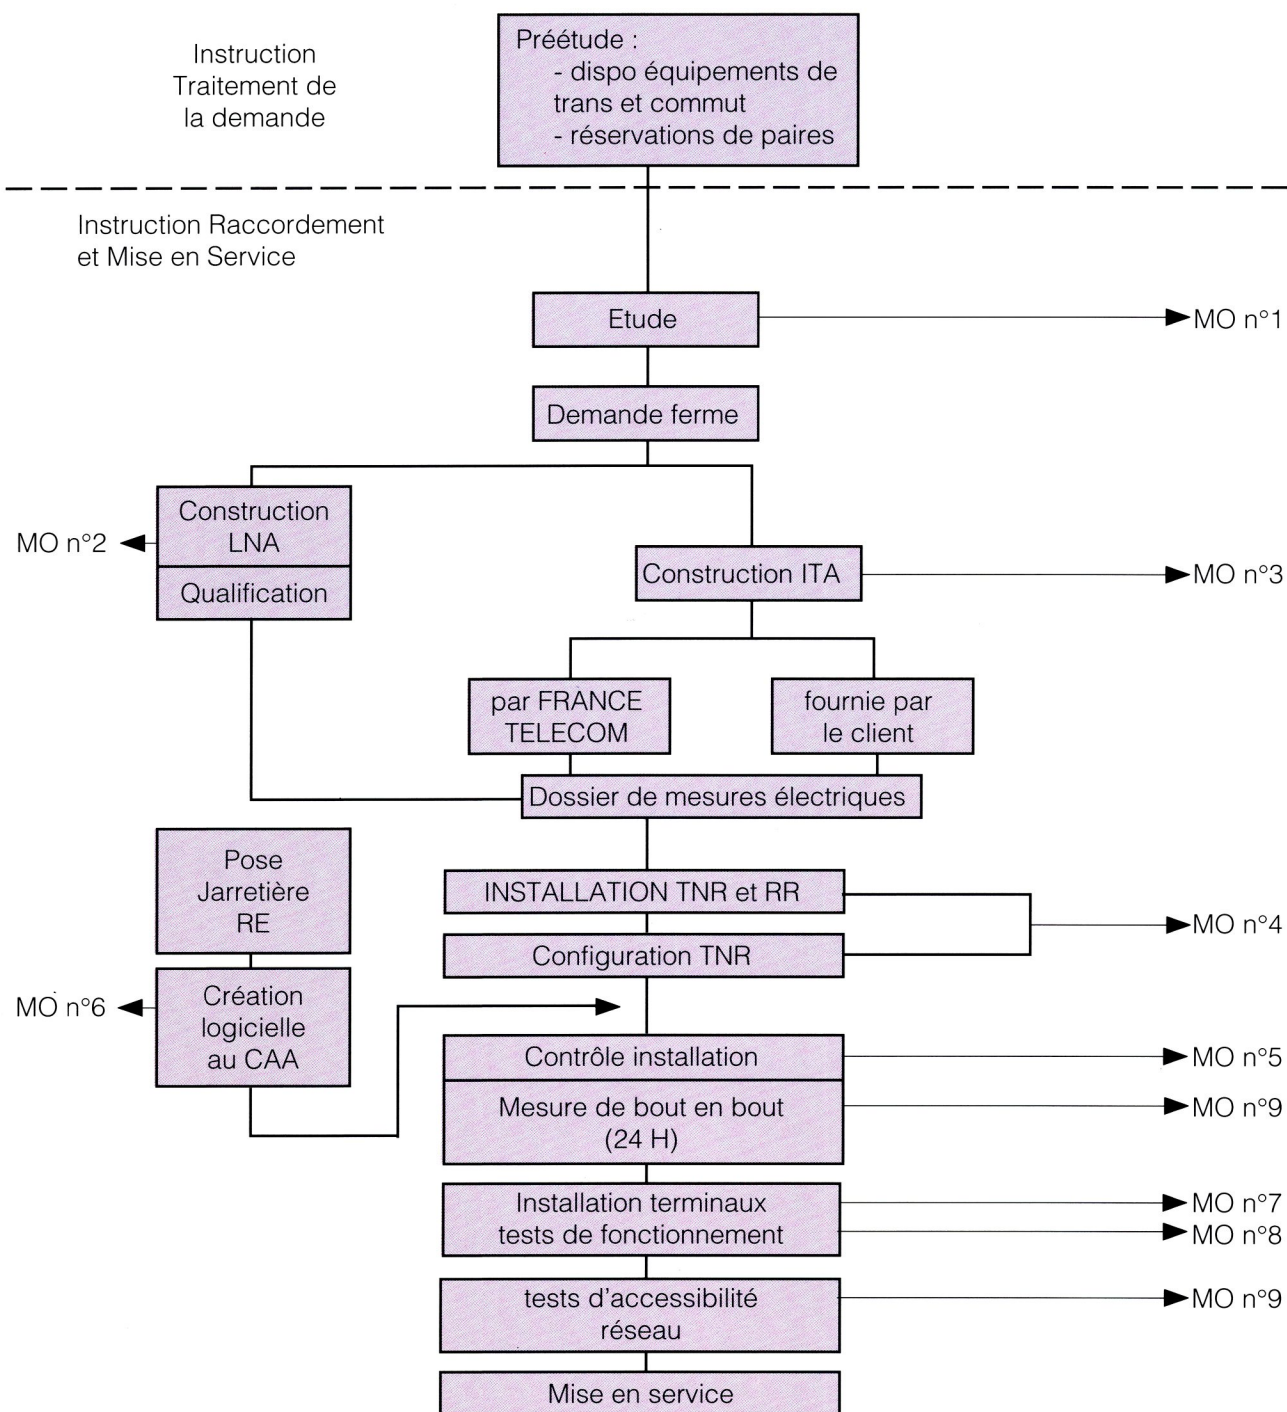 Instruction
Traitement de
la demande
Préétude :
- dispo équipements de
trans et commut
- réservations de paires
Instruction Raccordement
et Mise en Service
Etude
MO n°1
Demande ferme
Construction
LNA
MO n°2
Qualification
Construction ITA
MO n°3
par FRANCE
TELECOM
fournie par
le client
Dossier de mesures électriques
Pose
Jarretière
RE
INSTALLATION TNR et RR
MO n°4
Configuration TNR
MO n°6
Création
logicielle
au CAA
Contrôle installation
MO n°5
Mesure de bout en bout
(24 H)
MO n°9
Installation terminaux
tests de fonctionnement
MO n°7
MO n°8
tests d'accessibilité
réseau
MO n°9
Mise en service